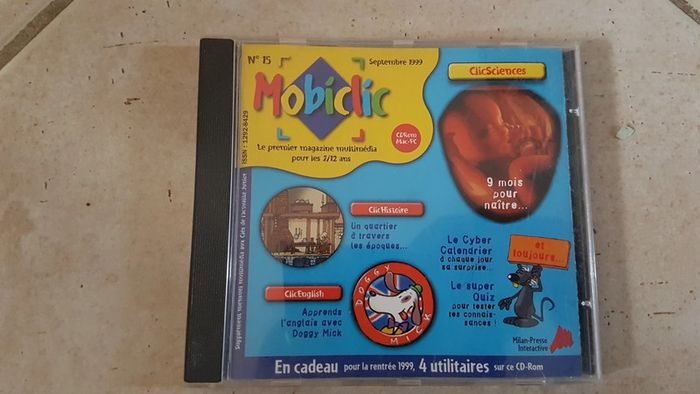 N° 15
Septembre 1999
Mobiclic
CDRom
Mac-PC
Le premier magazine multimédia
pour les 7/12 ans
ISSN : 1292-8429
ClicSciences
9 mois
pour
naître...
ClicHistoire
Un quartier
à travers
les époques...
ClicEnglish
Apprends
l'anglais avec
Doggy Mick
DOGGY
MICK
et
toujours...
Le Cyber
Calendrier
à chaque jour
sa surprise...
Le super
Quiz
pour tester
tes connais-
sances !
Milan-Presse
Interactive
En cadeau pour la rentrée 1999, 4 utilitaires sur ce CD-Rom